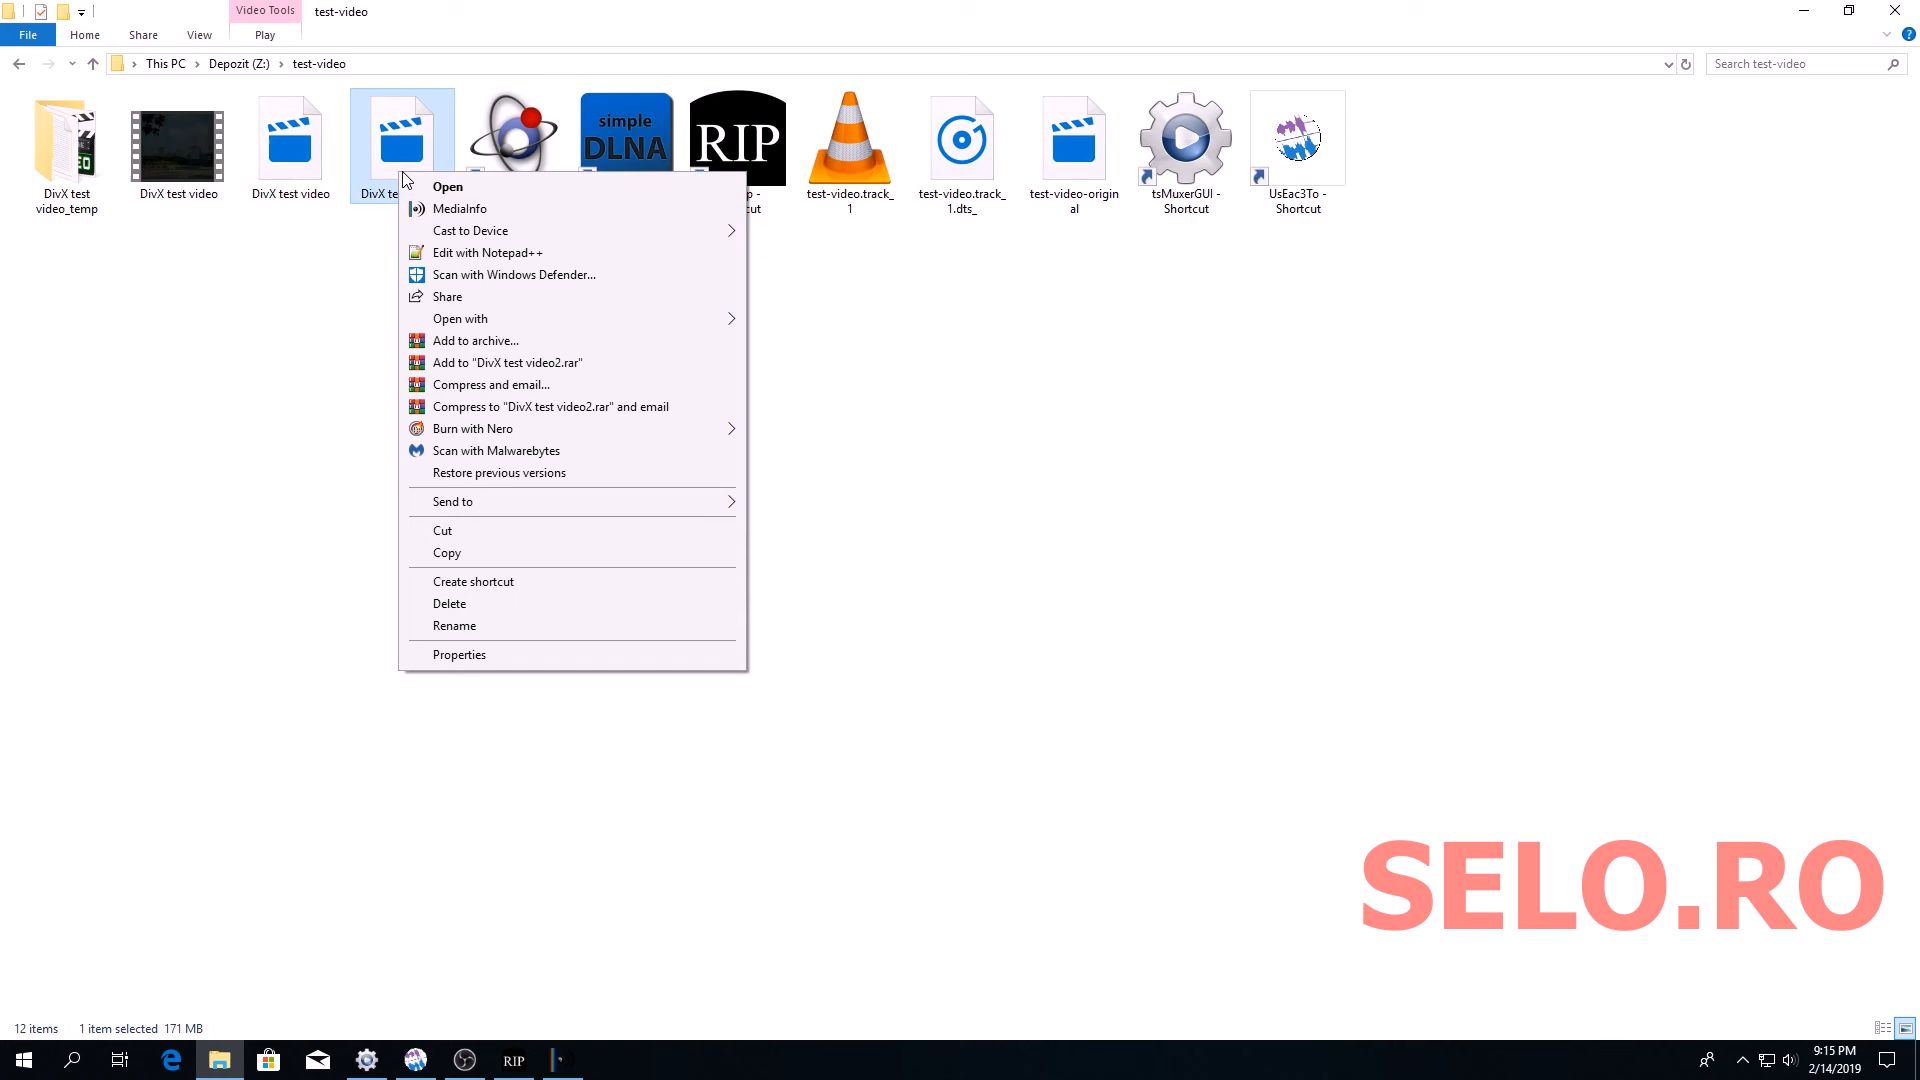 Video Tools
test-video
File
Home
Share
View
Play
This PC
Depozit (Z:)
test-video
Search test-video
simple
DLNA
RIP
DivX test
video_temp
DivX test video
DivX test video
DivX te
test-video.track_
1
test-video.track_
1.dts_
test-video-origin
al
tsMuxerGUI -
Shortcut
UsEac3To -
Shortcut
Open
MediaInfo
Cast to Device
Edit with Notepad++
Scan with Windows Defender...
Share
Open with
Add to archive...
Add to "DivX test video2.rar"
Compress and email...
Compress to "DivX test video2.rar" and email
Burn with Nero
Scan with Malwarebytes
Restore previous versions
Send to
Cut
Copy
Create shortcut
Delete
Rename
Properties
SELO.RO
12 items
1 item selected 171 MB
RIP
9:15 PM
2/14/2019